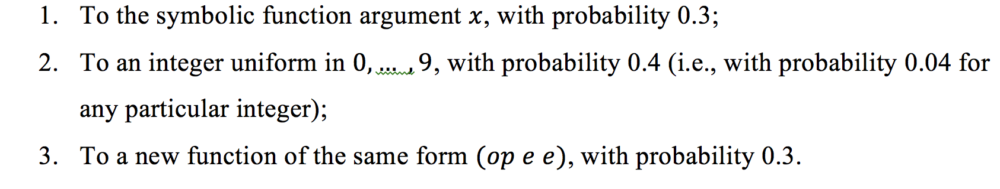 1. To the symbolic function argument x, with probability 0.3;
2. To an integer uniform in 0, ... , 9, with probability 0.4 (i.e., with probability 0.04 for
any particular integer);
3. To a new function of the same form (op e e), with probability 0.3.